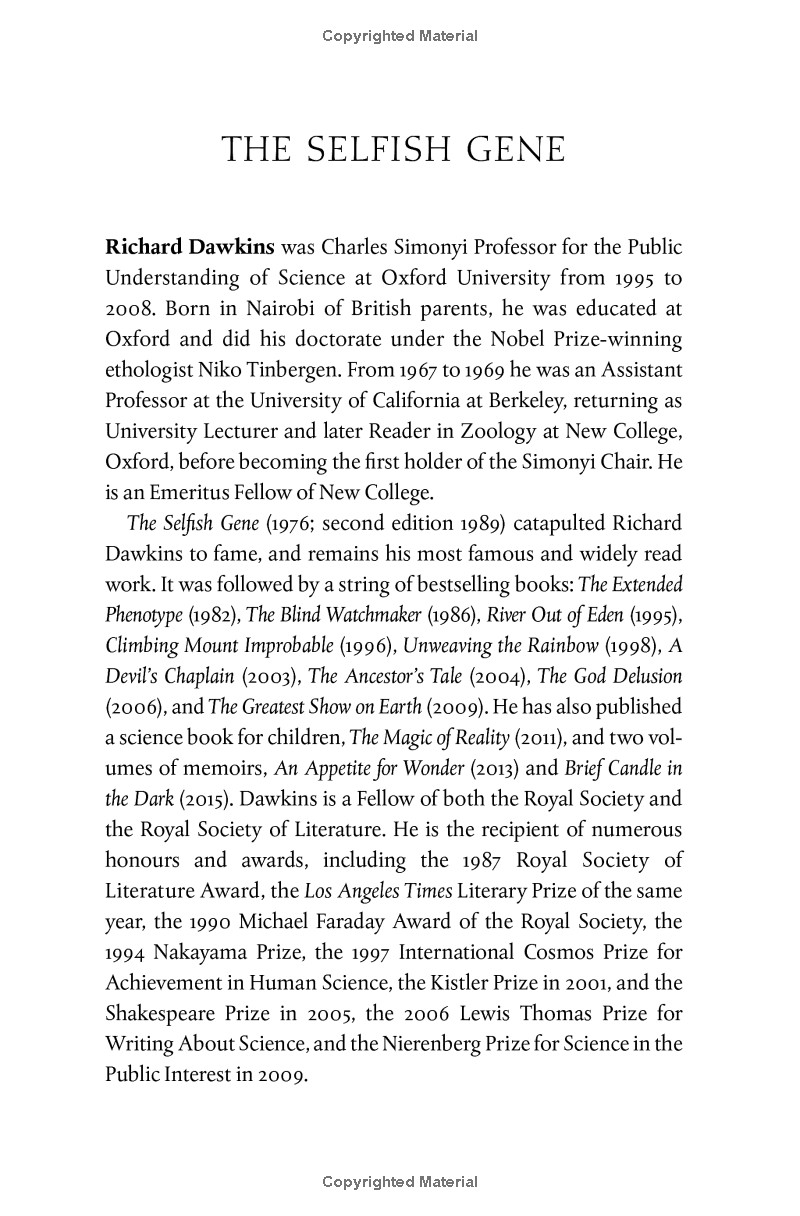 Copyrighted Material
THE SELFISH GENE
Richard Dawkins was Charles Simonyi Professor for the Public
Understanding of Science at Oxford University from 1995 to
2008. Born in Nairobi of British parents, he was educated at
Oxford and did his doctorate under the Nobel Prize-winning
ethologist Niko Tinbergen. From 1967 to 1969 he was an Assistant
Professor at the University of California at Berkeley, returning as
University Lecturer and later Reader in Zoology at New College,
Oxford, before becoming the first holder of the Simonyi Chair. He
is an Emeritus Fellow of New College.
The Selfish Gene (1976; second edition 1989) catapulted Richard
Dawkins to fame, and remains his most famous and widely read
work. It was followed by a string of bestselling books: The Extended
Phenotype (1982), The Blind Watchmaker (1986), River Out of Eden (1995),
Climbing Mount Improbable (1996), Unweaving the Rainbow (1998), A
Devil's Chaplain (2003), The Ancestor's Tale (2004), The God Delusion
(2006), and The Greatest Show on Earth (2009). He has also published
a science book for children, The Magic of Reality (2011), and two vol-
umes of memoirs, An Appetite for Wonder (2013) and Brief Candle in
the Dark (2015). Dawkins is a Fellow of both the Royal Society and
the Royal Society of Literature. He is the recipient of numerous
honours and awards, including the 1987 Royal Society of
Literature Award, the Los Angeles Times Literary Prize of the same
year, the 1990 Michael Faraday Award of the Royal Society, the
1994 Nakayama Prize, the 1997 International Cosmos Prize for
Achievement in Human Science, the Kistler Prize in 2001, and the
Shakespeare Prize in 2005, the 2006 Lewis Thomas Prize for
Writing About Science, and the Nierenberg Prize for Science in the
Public Interest in 2009.
Copyrighted Material